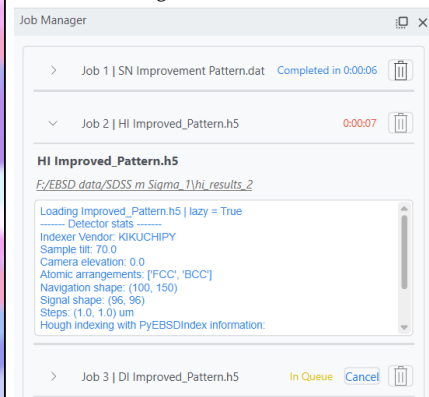 Job Manager
Job 1 | SN Improvement Pattern.dat Completed in 0:00:06
Job 2 | HI Improved_Pattern.h5 0:00:07
HI Improved_Pattern.h5
F:/EBSD data/SDSS m Sigma_1\hi_results_2
Loading Improved_Pattern.h5 | lazy = True
------- Detector stats -------
Indexer Vendor: KIKUCHIPY
Sample tilt: 70.0
Camera elevation: 0.0
Atomic arrangements: ['FCC', 'BCC']
Navigation shape: (100, 150)
Signal shape: (96, 96)
Steps: (1.0, 1.0) um
Hough indexing with PyEBSDIndex information:
Job 3 | DI Improved_Pattern.h5 In Queue Cancel